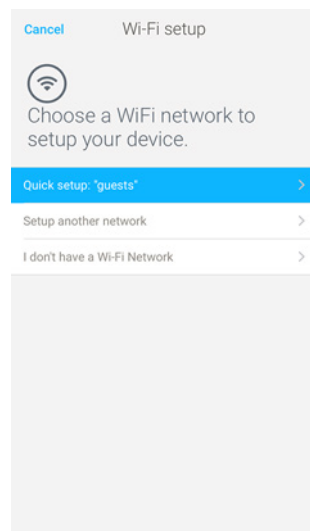 Cancel Wi-Fi setup
Choose a WiFi network to
setup your device.
Quick setup: "guests"
Setup another network
I don't have a Wi-Fi Network